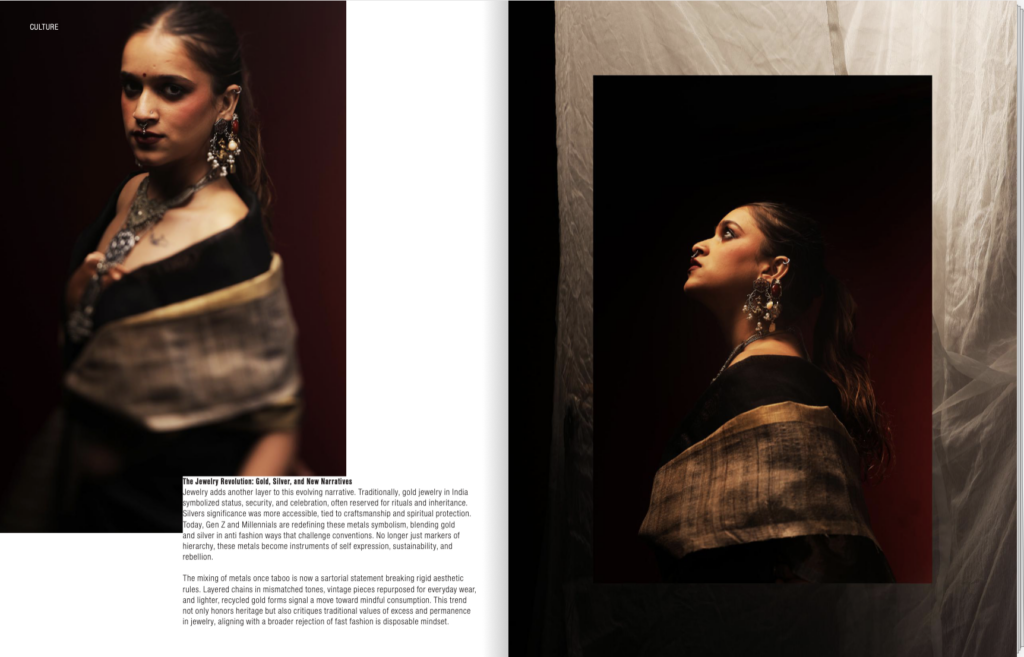 CULTURE
The Jewelry Revolution: Gold, Silver, and New Narratives
Jewelry adds another layer to this evolving narrative. Traditionally, gold jewelry in India
symbolized status, security, and celebration, often reserved for rituals and inheritance.
Silvers significance was more accessible, tied to craftsmanship and spiritual protection.
Today, Gen Z and Millennials are redefining these metals symbolism, blending gold
and silver in anti fashion ways that challenge conventions. No longer just markers of
hierarchy, these metals become instruments of self expression, sustainability, and
rebellion.
The mixing of metals once taboo is now a sartorial statement breaking rigid aesthetic
rules. Layered chains in mismatched tones, vintage pieces repurposed for everyday wear,
and lighter, recycled gold forms signal a move toward mindful consumption. This trend
not only honors heritage but also critiques traditional values of excess and permanence
in jewelry, aligning with a broader rejection of fast fashion is disposable mindset.